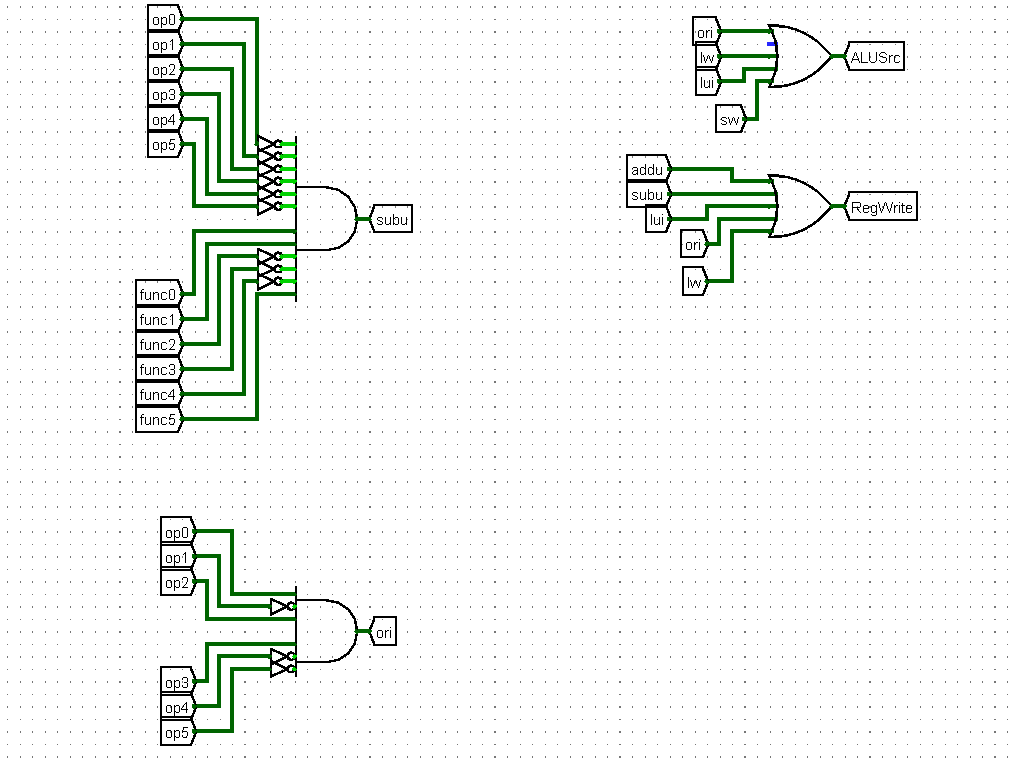 op0
op1
op2
op3
op4
op5
subu
func0
func1
func2
func3
func4
func5
op0
op1
op2
ori
op3
op4
op5
ori
lw
lui
sw
ALUSrc
addu
subu
lui
ori
lw
RegWrite